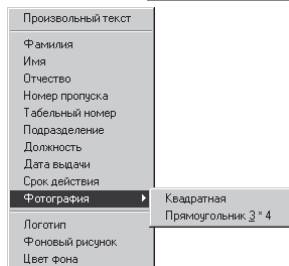 Произвольный текст
Фамилия
Имя
Отчество
Номер пропуска
Табельный номер
Подразделение
Должность
Дата выдачи
Срок действия
Фотография
Квадратная
Прямоугольник 3 * 4
Логотип
Фоновый рисунок
Цвет фона